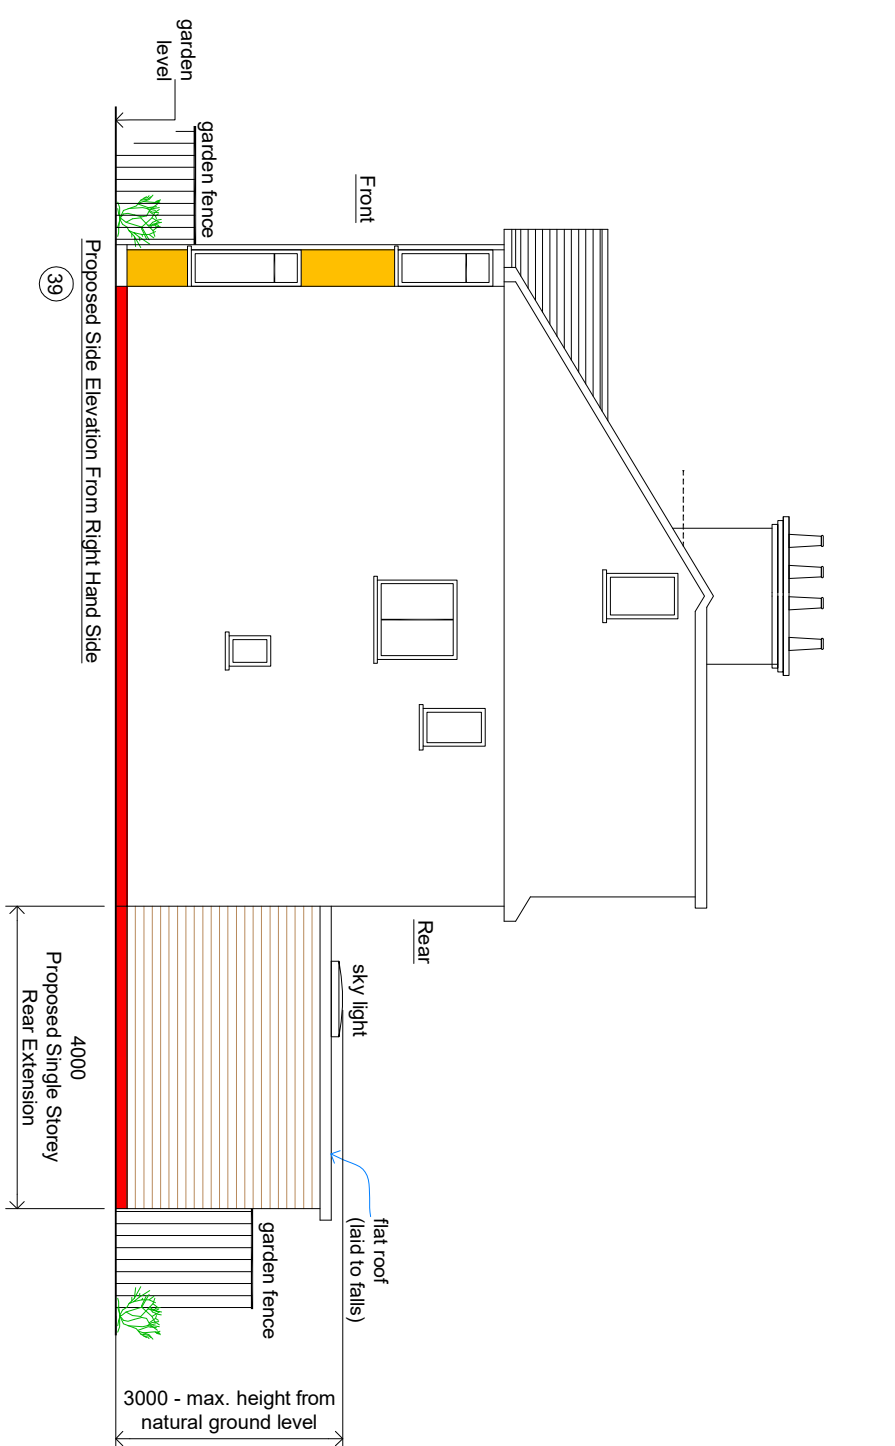 garden
level
garden fence
Front
Rear
sky light
flat roof
(laid to falls)
garden fence
4000
Proposed Single Storey
Rear Extension
3000 - max. height from
natural ground level
Proposed Side Elevation From Right Hand Side
39